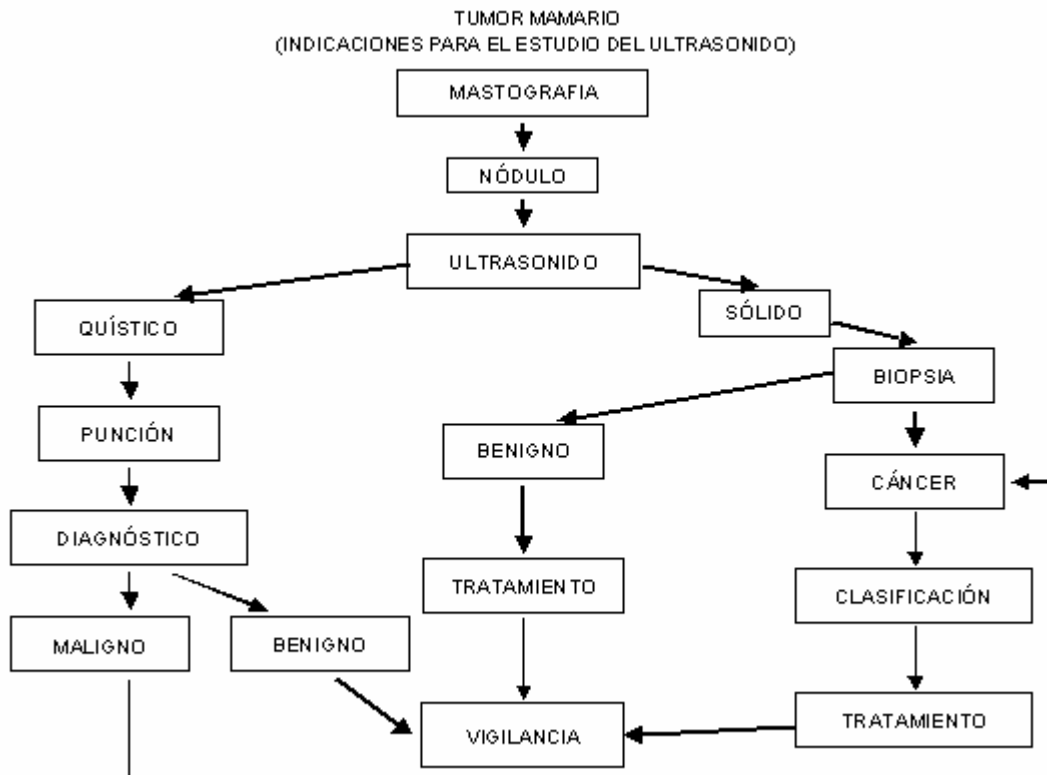 TUMOR MAMARIO
(INDICACIONES PARA EL ESTUDIO DEL ULTRASONIDO)
MASTOGRAFIA
NÓDULO
ULTRASONIDO
QUÍSTICO
SÓLIDO
BIOPSIA
PUNCIÓN
BENIGNO
CÁNCER
DIAGNÓSTICO
TRATAMIENTO
CLASIFICACIÓN
MALIGNO
BENIGNO
TRATAMIENTO
VIGILANCIA